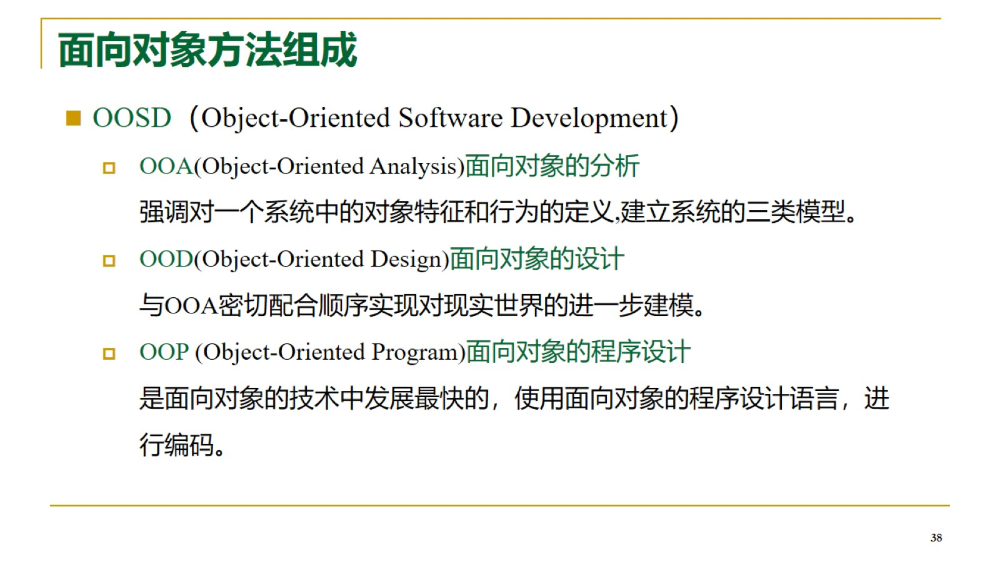 面向对象方法组成
OOSD（Object-Oriented Software Development）
OOA(Object-Oriented Analysis)面向对象的分析
强调对一个系统中的对象特征和行为的定义,建立系统的三类模型。
OOD(Object-Oriented Design)面向对象的设计
与OOA密切配合顺序实现对现实世界的进一步建模。
OOP (Object-Oriented Program)面向对象的程序设计
是面向对象的技术中发展最快的，使用面向对象的程序设计语言，进
行编码。
38